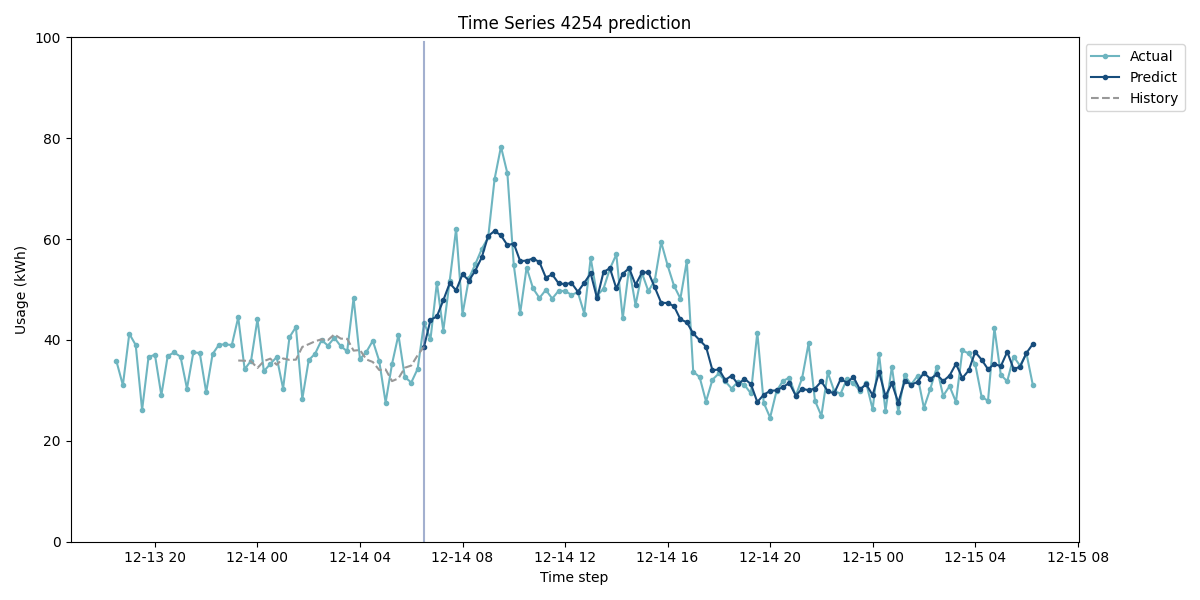 Time Series 4254 prediction
100
80
60
40
20
0
Usage (kWh)
12-13 20
12-14 00
12-14 04
12-14 08
12-14 12
12-14 16
12-14 20
12-15 00
12-15 04
12-15 08
Time step
Actual
Predict
History